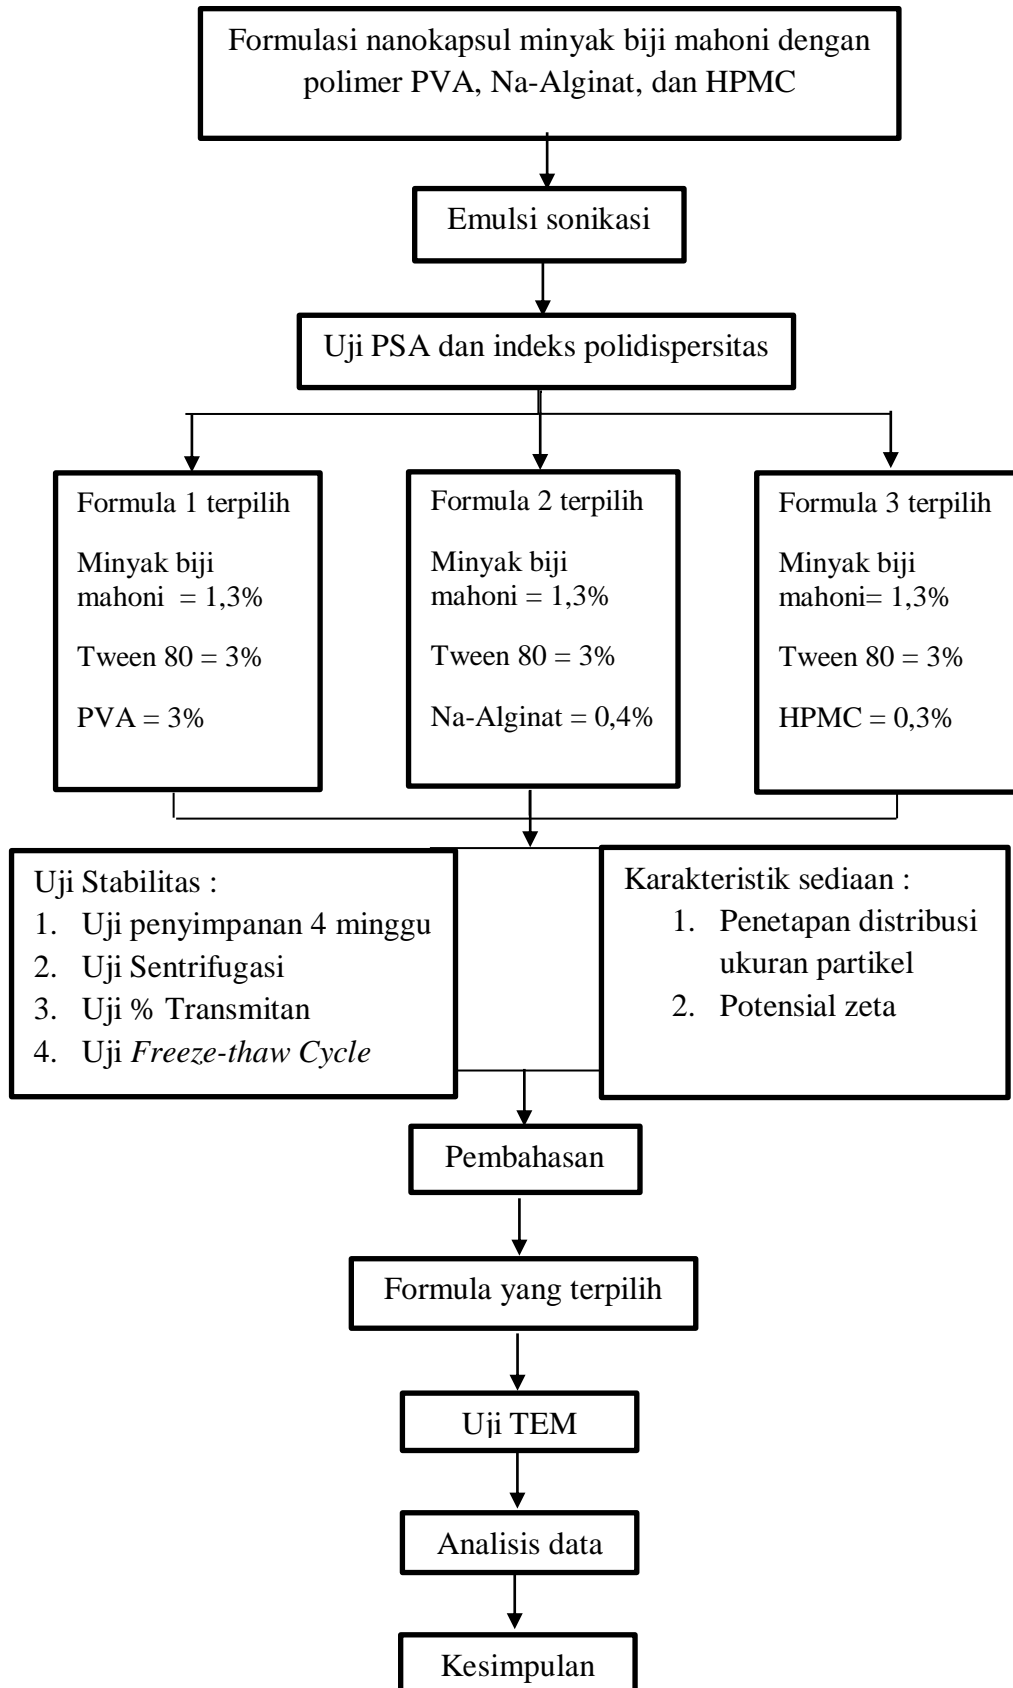 Formulasi nanokapsul minyak biji mahoni dengan
polimer PVA, Na-Alginat, dan HPMC
Emulsi sonikasi
Uji PSA dan indeks polidispersitas
Formula 1 terpilih
Minyak biji
mahoni = 1,3%
Tween 80 = 3%
PVA = 3%
Formula 2 terpilih
Minyak biji
mahoni = 1,3%
Tween 80 = 3%
Na-Alginat = 0,4%
Formula 3 terpilih
Minyak biji
mahoni= 1,3%
Tween 80 = 3%
HPMC = 0,3%
Uji Stabilitas :
1. Uji penyimpanan 4 minggu
2. Uji Sentrifugasi
3. Uji % Transmitan
4. Uji Freeze-thaw Cycle
Karakteristik sediaan :
1. Penetapan distribusi
ukuran partikel
2. Potensial zeta
Pembahasan
Formula yang terpilih
Uji TEM
Analisis data
Kesimpulan